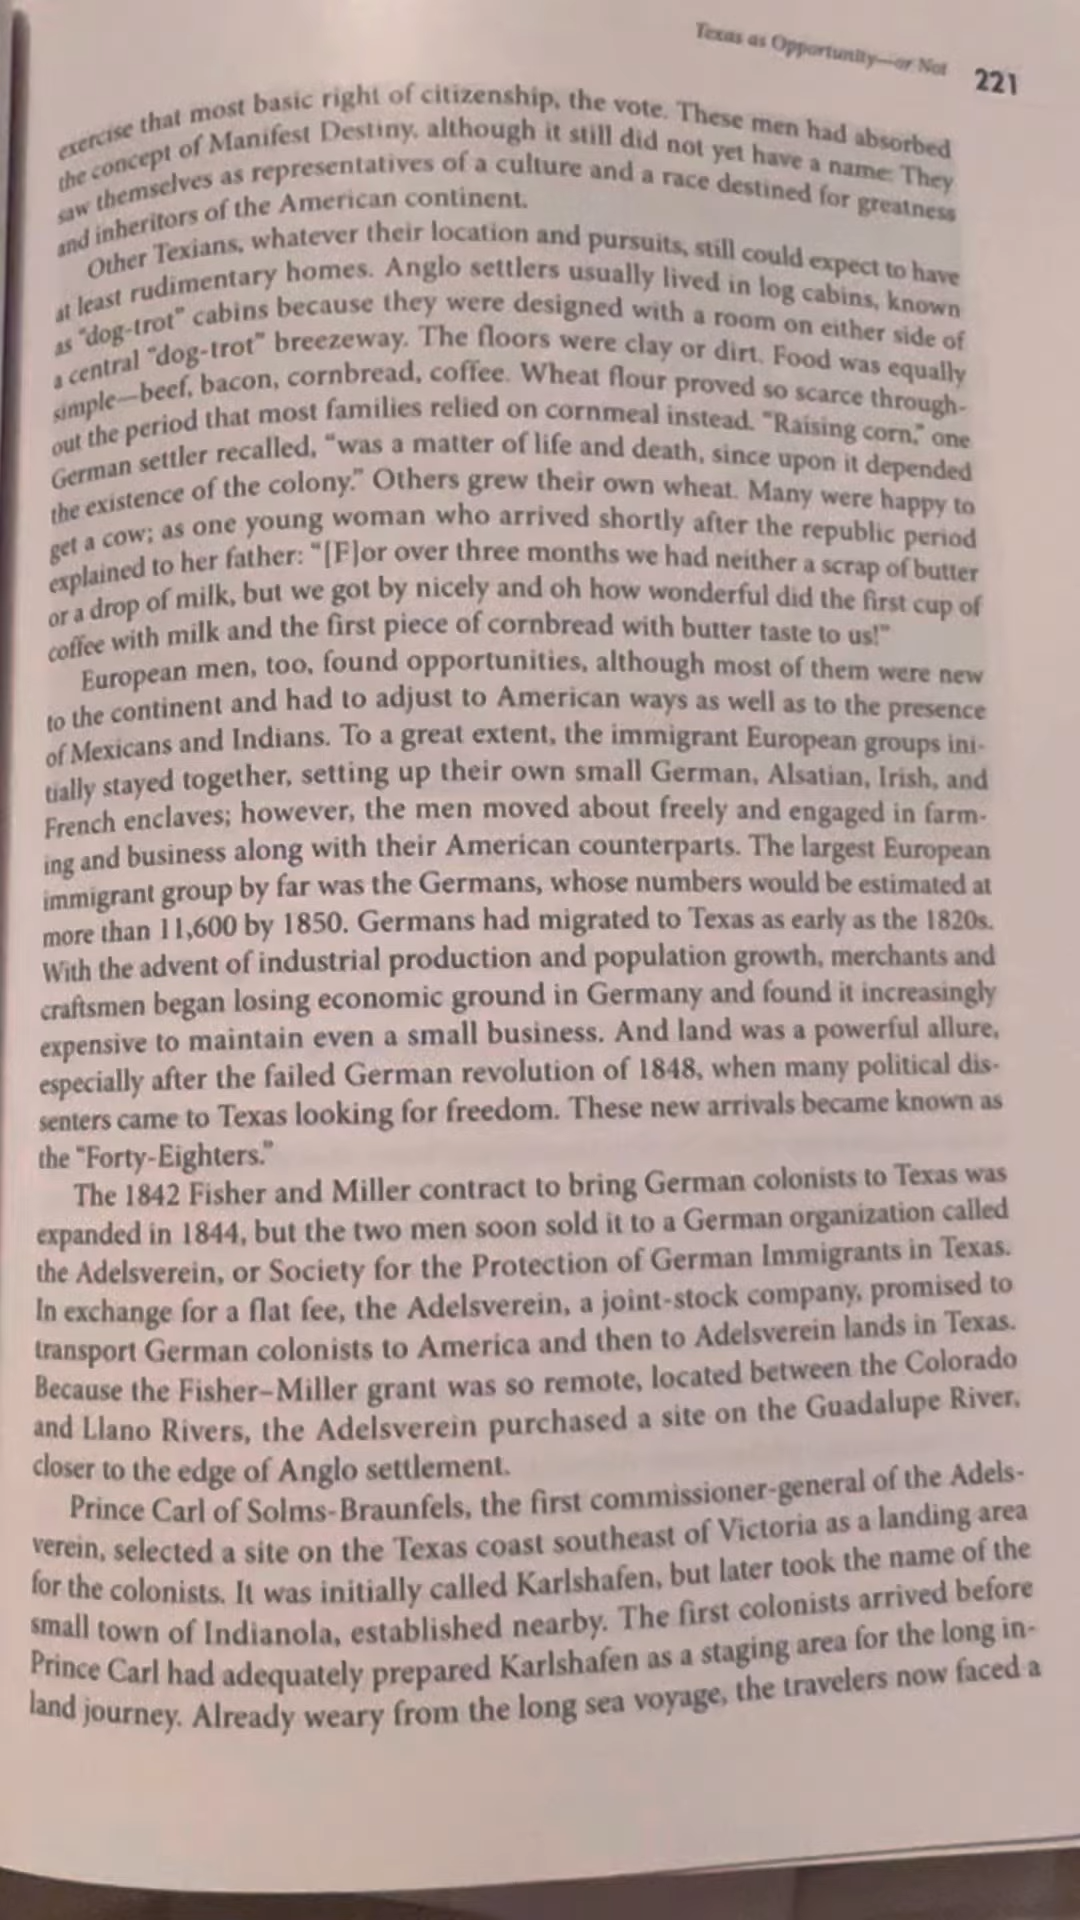 Texas as Opportunity—or Not 221
exercise that most basic right of citizenship, the vote. These men had absorbed
the concept of Manifest Destiny, although it still did not yet have a name: They
saw themselves as representatives of a culture and a race destined for greatness
and inheritors of the American continent.
Other Texians, whatever their location and pursuits, still could expect to have
at least rudimentary homes. Anglo settlers usually lived in log cabins, known
as "dog-trot" cabins because they were designed with a room on either side of
a central "dog-trot" breezeway. The floors were clay or dirt. Food was equally
simple—beef, bacon, cornbread, coffee. Wheat flour proved so scarce through-
out the period that most families relied on cornmeal instead. "Raising corn," one
German settler recalled, "was a matter of life and death, since upon it depended
the existence of the colony." Others grew their own wheat. Many were happy to
get a cow; as one young woman who arrived shortly after the republic period
explained to her father: "[F]or over three months we had neither a scrap of butter
or a drop of milk, but we got by nicely and oh how wonderful did the first cup of
coffee with milk and the first piece of cornbread with butter taste to us!"
European men, too, found opportunities, although most of them were new
to the continent and had to adjust to American ways as well as to the presence
of Mexicans and Indians. To a great extent, the immigrant European groups ini-
tially stayed together, setting up their own small German, Alsatian, Irish, and
French enclaves; however, the men moved about freely and engaged in farm-
ing and business along with their American counterparts. The largest European
immigrant group by far was the Germans, whose numbers would be estimated at
more than 11,600 by 1850. Germans had migrated to Texas as early as the 1820s.
With the advent of industrial production and population growth, merchants and
craftsmen began losing economic ground in Germany and found it increasingly
expensive to maintain even a small business. And land was a powerful allure,
especially after the failed German revolution of 1848, when many political dis-
senters came to Texas looking for freedom. These new arrivals became known as
the "Forty-Eighters."
The 1842 Fisher and Miller contract to bring German colonists to Texas was
expanded in 1844, but the two men soon sold it to a German organization called
the Adelsverein, or Society for the Protection of German Immigrants in Texas.
In exchange for a flat fee, the Adelsverein, a joint-stock company, promised to
transport German colonists to America and then to Adelsverein lands in Texas.
Because the Fisher–Miller grant was so remote, located between the Colorado
and Llano Rivers, the Adelsverein purchased a site on the Guadalupe River,
closer to the edge of Anglo settlement.
Prince Carl of Solms-Braunfels, the first commissioner-general of the Adels-
verein, selected a site on the Texas coast southeast of Victoria as a landing area
for the colonists. It was initially called Karlshafen, but later took the name of the
small town of Indianola, established nearby. The first colonists arrived before
Prince Carl had adequately prepared Karlshafen as a staging area for the long in-
land journey. Already weary from the long sea voyage, the travelers now faced a